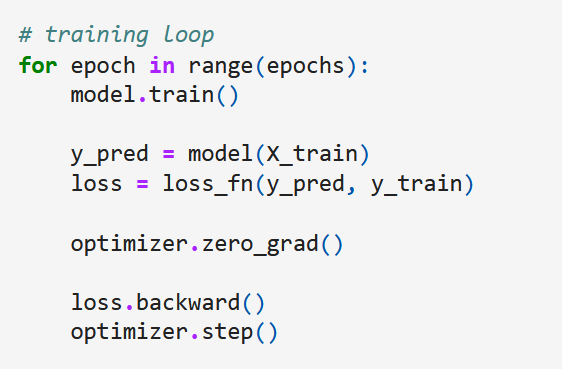 # training loop
for epoch in range(epochs):
    model.train()

    y_pred = model(X_train)
    loss = loss_fn(y_pred, y_train)

    optimizer.zero_grad()

    loss.backward()
    optimizer.step()